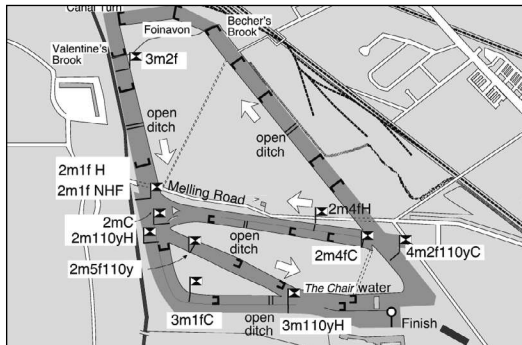 Canal Turn
Foinavon
Becher's
Brook
Valentine's
Brook
3m2f
open
ditch
open
ditch
2m1f H
2m1f NHF
Melling Road
2mC
2m110yH
2m4fH
open
ditch
2m4fC
4m2f110yC
2m5f110y
The Chair
water
3m1fC
open
ditch
3m110yH
Finish